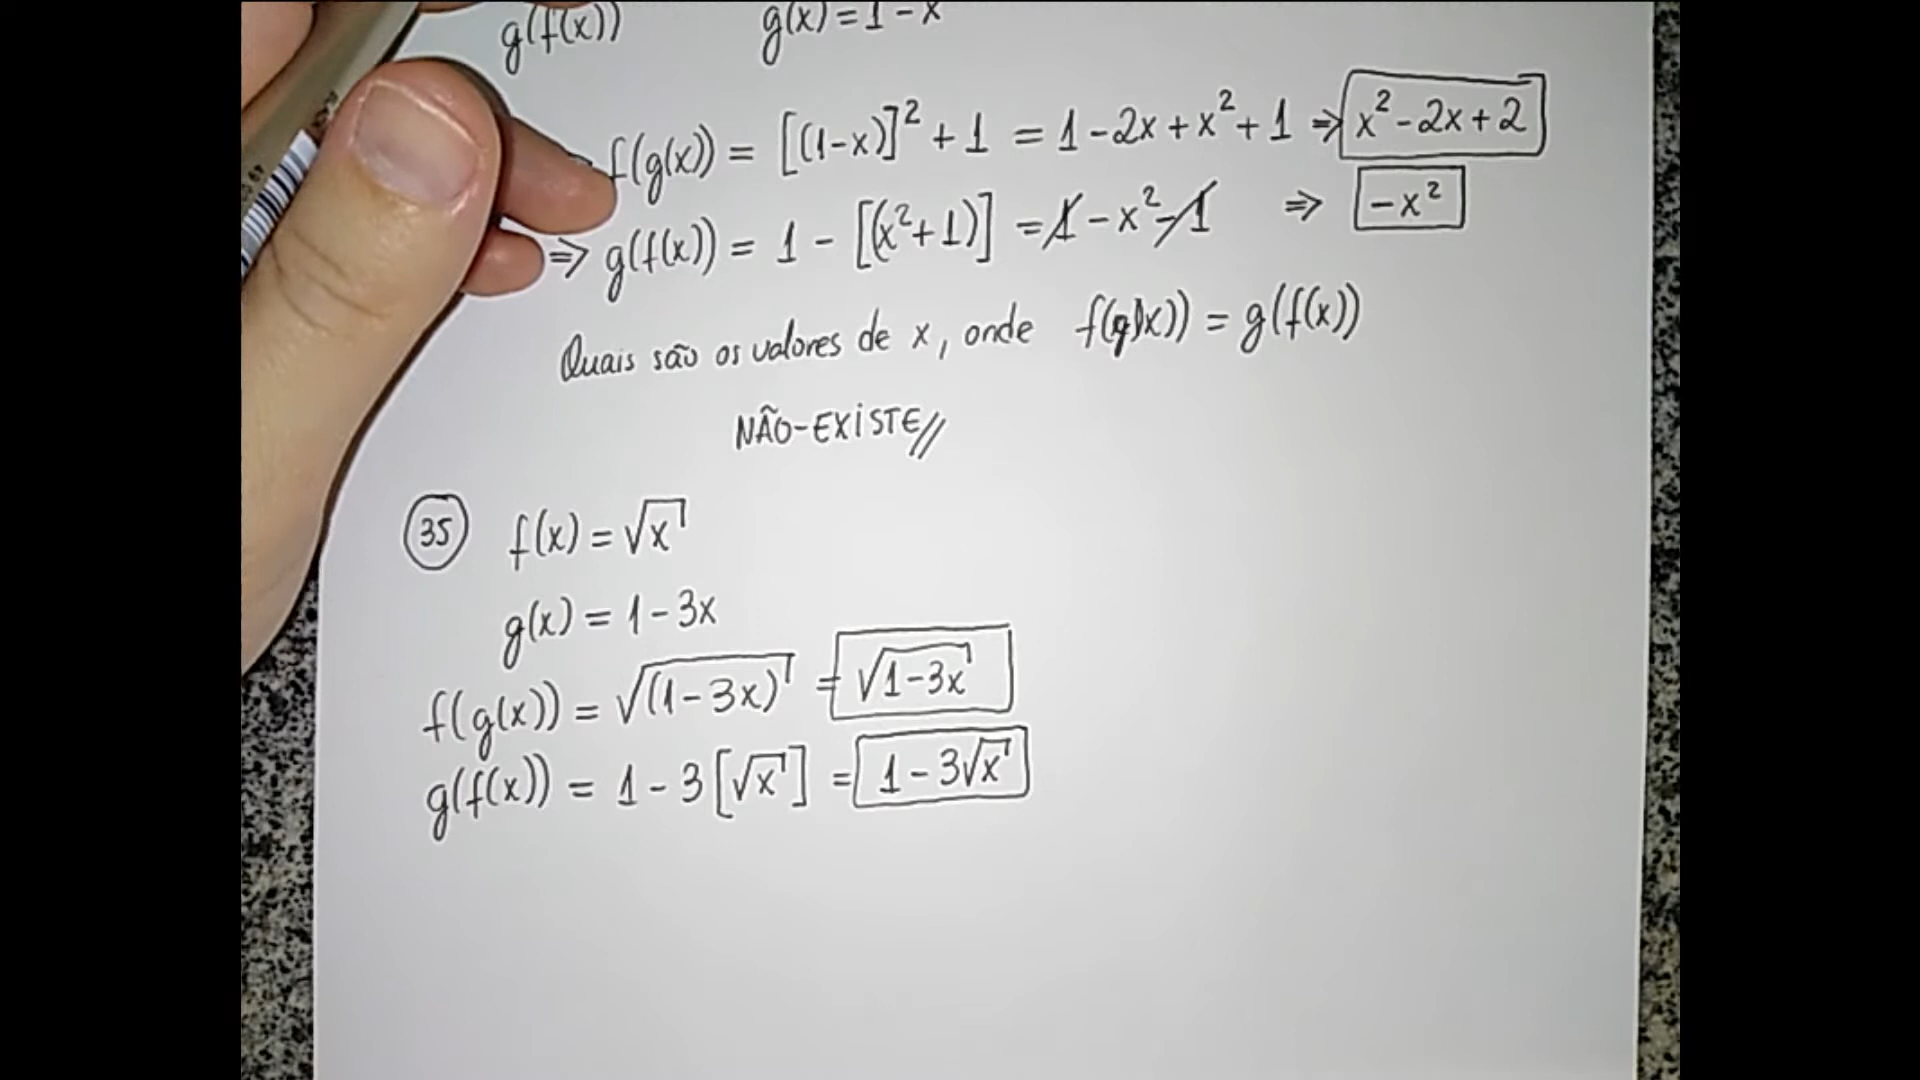 g(f(x)) g(x) = 1 - x
f(g(x)) = [(1-x)]² + 1 = 1 - 2x + x² + 1 ⇒ x² - 2x + 2
⇒ g(f(x)) = 1 - [(x² + 1)] = 1 - x² - 1 ⇒ -x²
Quais são os valores de x, onde f(g(x)) = g(f(x))
NÃO-EXISTE//
35 f(x) = √x
g(x) = 1 - 3x
f(g(x)) = √(1-3x) = √1-3x
g(f(x)) = 1 - 3[√x] = 1 - 3√x